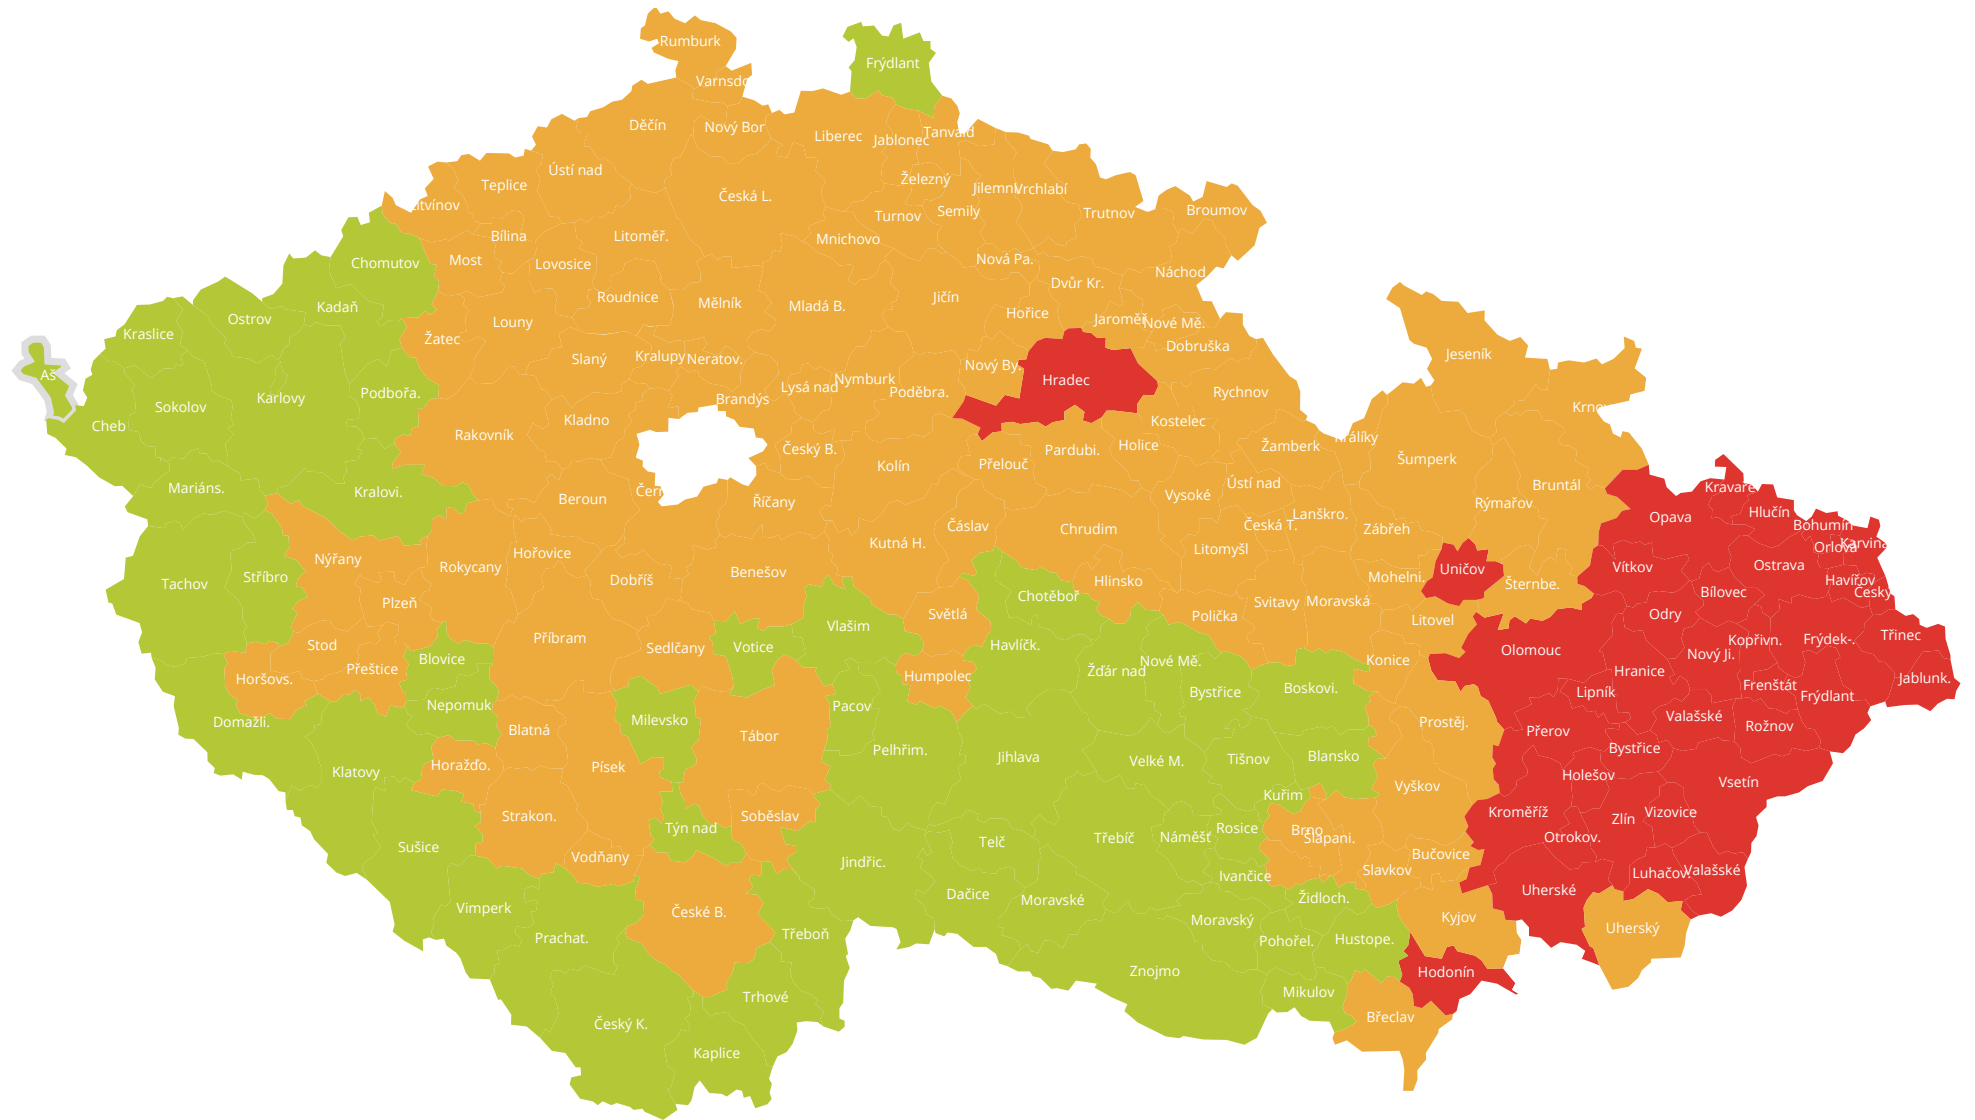 Rumburk
Frýdlant
Varnsdo
Děčín
Nový Bor
Liberec
Jablonec
Tanvald
Ústí nad
Teplice
Železný
Česká L.
Jilemni
Vrchlabí
Litvínov
Turnov
Semily
Trutnov
Broumov
Bílina
Litoměř.
Mnichovo
Most
Lovosice
Nová Pa.
Chomutov
Náchod
Dvůr Kr.
Roudnice
Mělník
Mladá B.
Jičín
Kadaň
Ostrov
Louny
Hořice
Jaroměř
Nové Mě.
Kraslice
Žatec
Dobruška
Slaný
Kralupy
Neratov.
Jeseník
Nový By.
Aš
Hradec
Nymburk
Lysá nad
Poděbra.
Podbořa.
Rychnov
Karlovy
Sokolov
Brandýs
Krnov
Cheb
Kladno
Kostelec
Rakovník
Králíky
Český B.
Holice
Žamberk
Pardubi.
Šumperk
Kolín
Přelouč
Mariáns.
Kralovi.
Čern
Beroun
Říčany
Vysoké
Ústí nad
Bruntál
Rýmařov
Kravaře
Lanškro.
Opava
Hlučín
Čáslav
Chrudim
Česká T.
Zábřeh
Bohumín
Kutná H.
Litomyšl
Orlová
Karviná
Hořovice
Nýřany
Rokycany
Ostrava
Vítkov
Uničov
Benešov
Dobříš
Stříbro
Tachov
Hlinsko
Mohelni.
Šternbe.
Havířov
Český
Bílovec
Chotěboř
Plzeň
Svitavy
Moravská
Světlá
Polička
Litovel
Odry
Vlašim
Příbram
Třinec
Kopřivn.
Frýdek-.
Stod
Havlíčk.
Sedlčany
Votice
Olomouc
Nový Ji.
Blovice
Konice
Nové Mě.
Přeštice
Žďár nad
Hranice
Horšovs.
Humpolec
Jablunk.
Frenštát
Boskovi.
Bystřice
Lipník
Frýdlant
Nepomuk
Pacov
Valašské
Milevsko
Domažli.
Prostěj.
Rožnov
Blatná
Přerov
Tábor
Pelhřim.
Bystřice
Jihlava
Blansko
Tišnov
Velké M.
Horažďo.
Písek
Klatovy
Holešov
Vsetín
Vyškov
Kuřim
Kroměříž
Vizovice
Strakon.
Soběslav
Zlín
Týn nad
Rosice
Brno
Šlapani.
Náměšť
Třebíč
Otrokov.
Telč
Sušice
Bučovice
Vodňany
Jindřic.
Slavkov
Valašské
Luhačov.
Ivančice
Uherské
Dačice
Židloch.
Moravské
Vimperk
České B.
Kyjov
Moravský
Uherský
Třeboň
Prachat.
Hustope.
Pohořel.
Znojmo
Hodonín
Mikulov
Trhové
Břeclav
Český K.
Kaplice